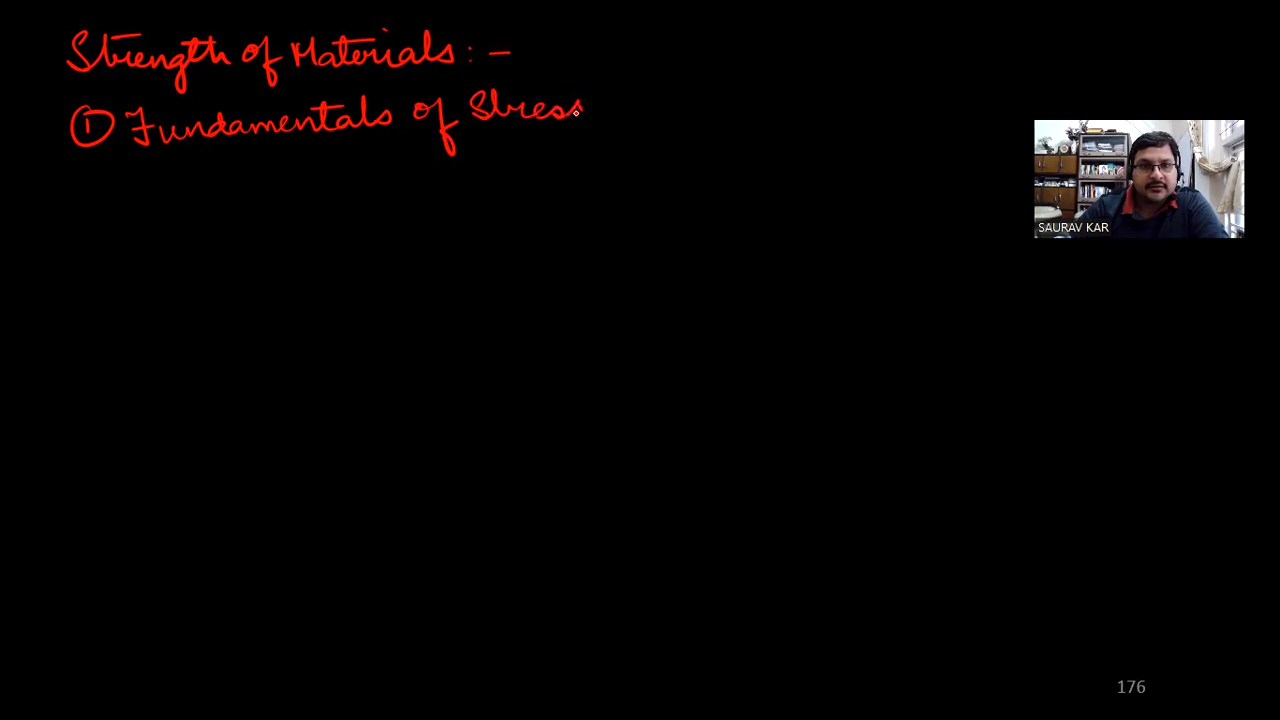 Strength of Materials : -
① Fundamentals of Stress
SAURAV KAR
176